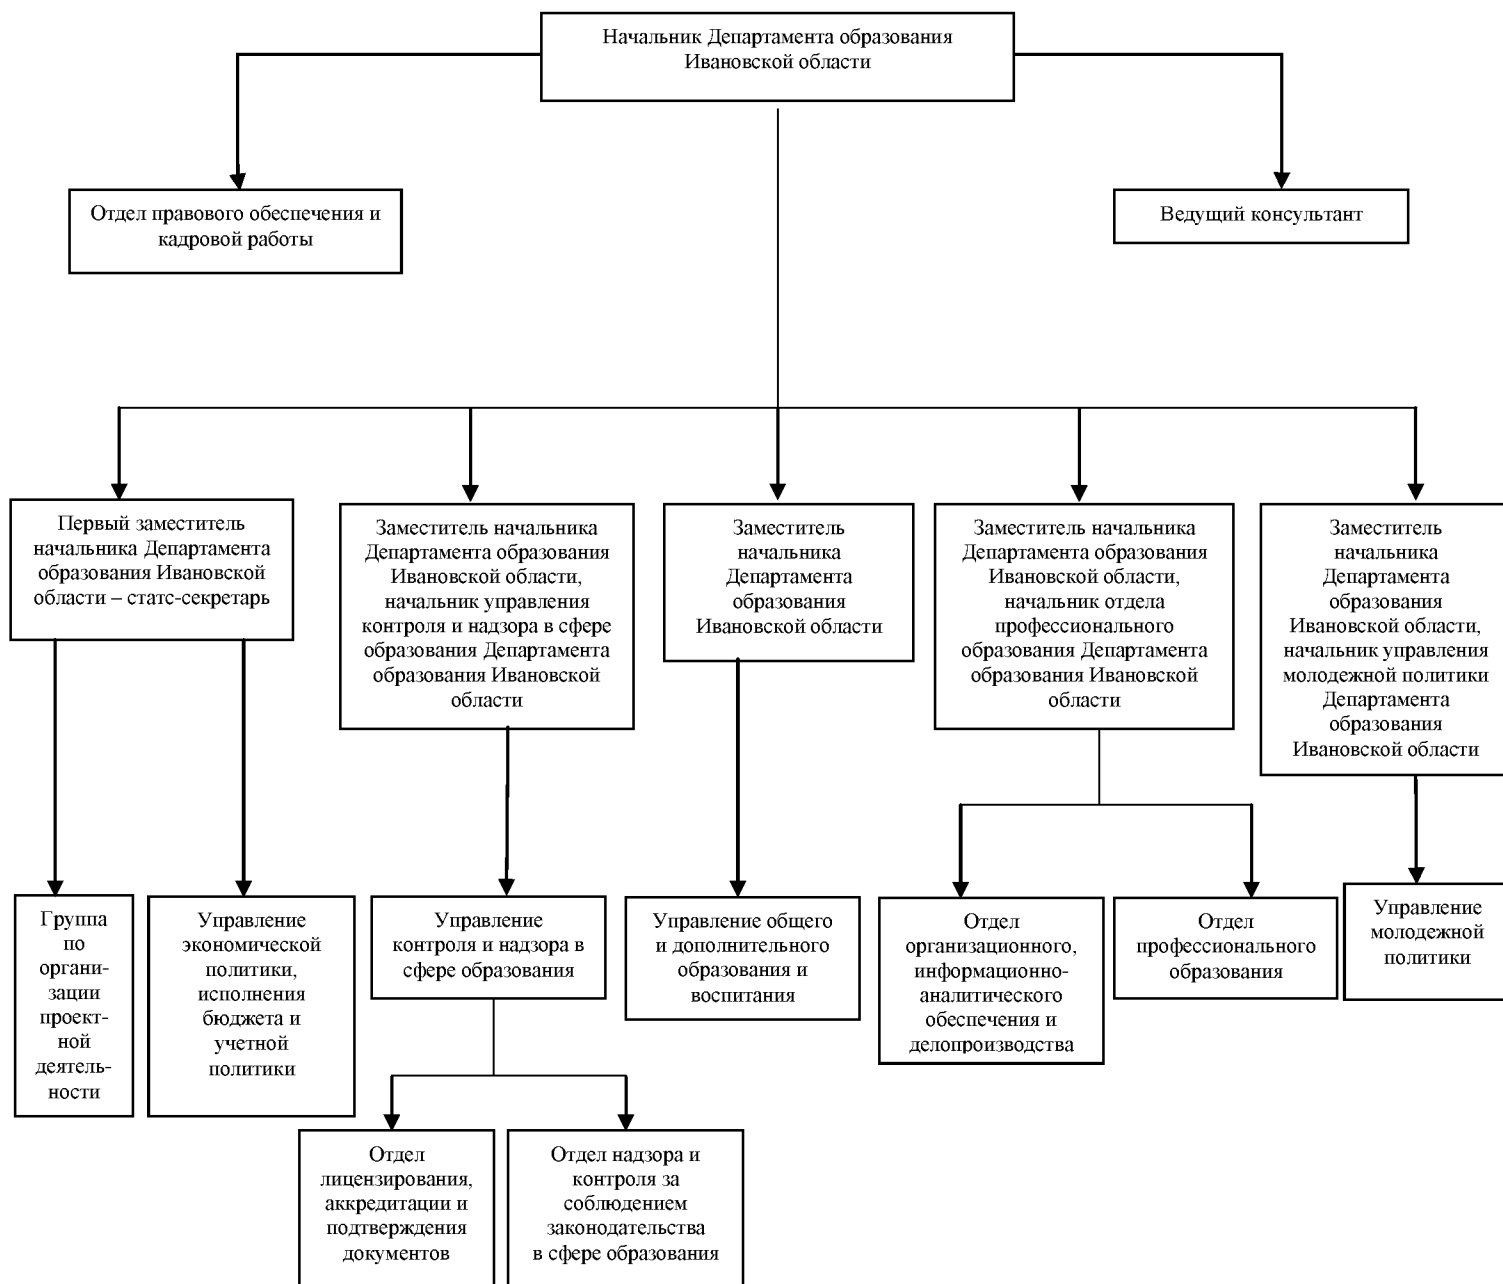 Начальник Департамента образования
Ивановской области
Отдел правового обеспечения и
кадровой работы
Ведущий консультант
Первый заместитель
начальника Департамента
образования Ивановской
области – статс-секретарь
Заместитель начальника
Департамента образования
Ивановской области,
начальник управления
контроля и надзора в сфере
образования Департамента
образования Ивановской
области
Заместитель
начальника
Департамента
образования
Ивановской области
Заместитель начальника
Департамента образования
Ивановской области,
начальник отдела
профессионального
образования Департамента
образования Ивановской
области
Заместитель
начальника
Департамента
образования
Ивановской области,
начальник управления
молодежной политики
Департамента
образования
Ивановской области
Группа
по
органи-
зации
проект-
ной
деятель-
ности
Управление
экономической
политики,
исполнения
бюджета и
учетной
политики
Управление
контроля и надзора в
сфере образования
Управление общего
и дополнительного
образования и
воспитания
Отдел
организационного,
информационно-
аналитического
обеспечения и
делопроизводства
Отдел
профессионального
образования
Управление
молодежной
политики
Отдел
лицензирования,
аккредитации и
подтверждения
документов
Отдел надзора и
контроля за
соблюдением
законодательства
в сфере образования